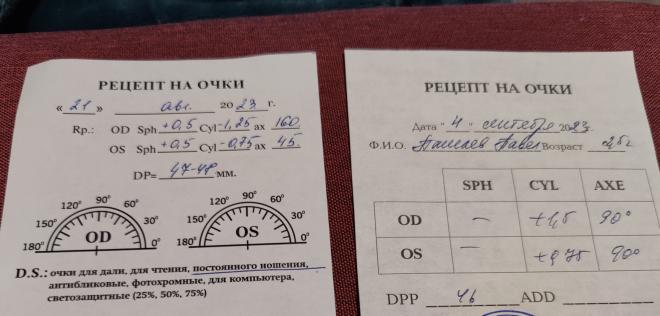 РЕЦЕПТ НА ОЧКИ
« 21 » авг. 2023 г.
Rp.: OD Sph +0,5 Cyl -1,25 ax 160
OS Sph +0,5 Cyl -0,75 ax 45
DP= 47-48 мм.
180° 150° 120° 90° 60° 30° 0°
OD
180° 150° 120° 90° 60° 30° 0°
OS
D.S.: очки для дали, для чтения, постоянного ношения,
антибликовые, фотохромные, для компьютера,
светозащитные (25%, 50%, 75%)
РЕЦЕПТ НА ОЧКИ
Дата " 4 " сентября 2023.
Ф.И.О. Павел Возраст
SPH CYL AXE
OD – +1,5 90°
OS – +0,75 90°
DPP 46 ADD